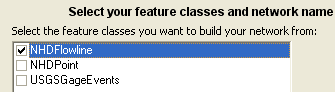 Select your feature classes and network name
Select the feature classes you want to build your network from:
NHDFlowline
NHDPoint
USGSGageEvents